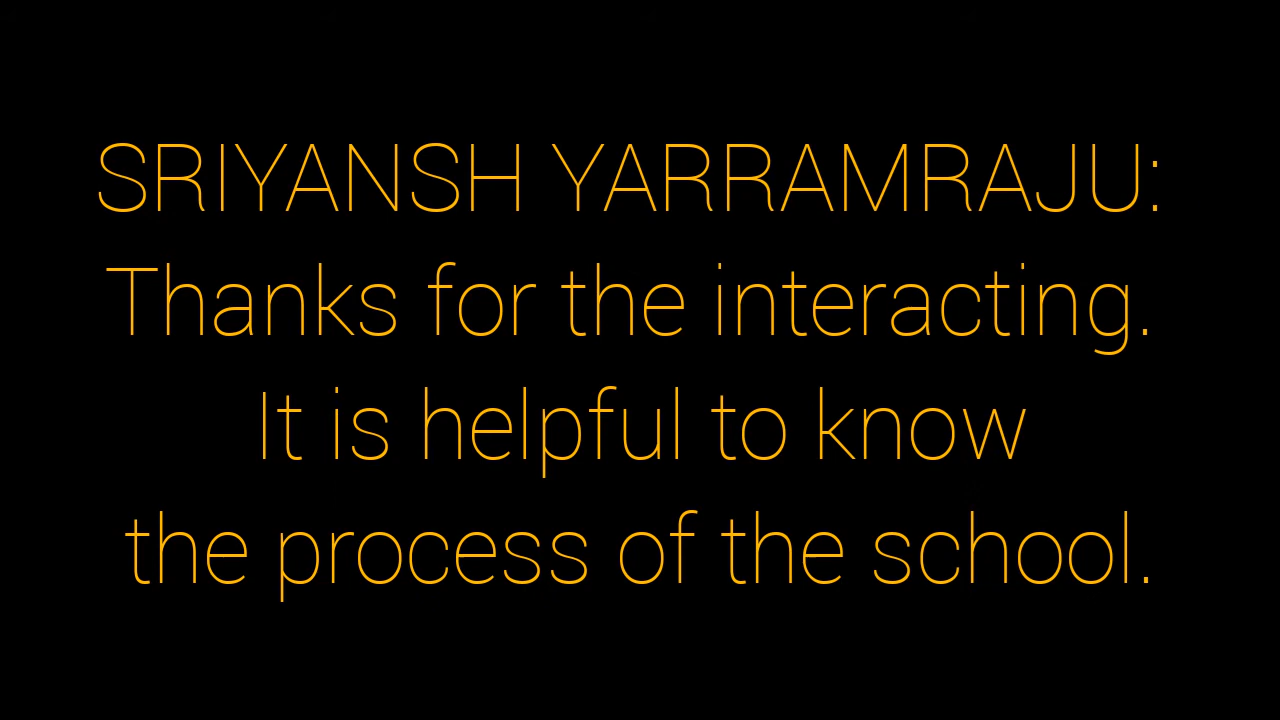 SRIYANSH YARRAMRAJU:
Thanks for the interacting.
It is helpful to know
the process of the school.